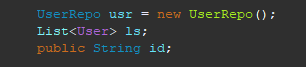 UserRepo usr = new UserRepo();
List<User> ls;
public String id;